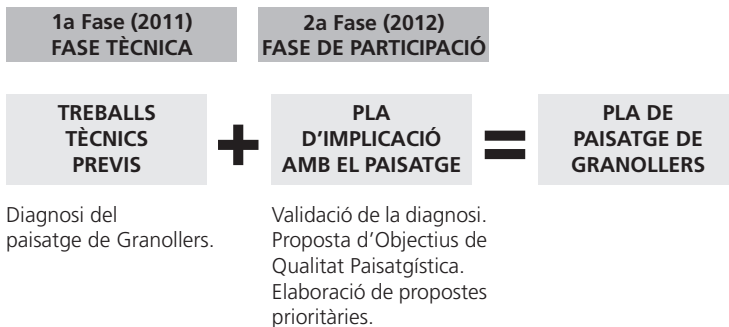 1a Fase (2011)
FASE TÈCNICA
2a Fase (2012)
FASE DE PARTICIPACIÓ
TREBALLS
TÈCNICS
PREVIS
+
PLA
D'IMPLICACIÓ
AMB EL PAISATGE
=
PLA DE
PAISATGE DE
GRANOLLERS
Diagnosi del
paisatge de Granollers.
Validació de la diagnosi.
Proposta d'Objectius de
Qualitat Paisatgística.
Elaboració de propostes
prioritàries.